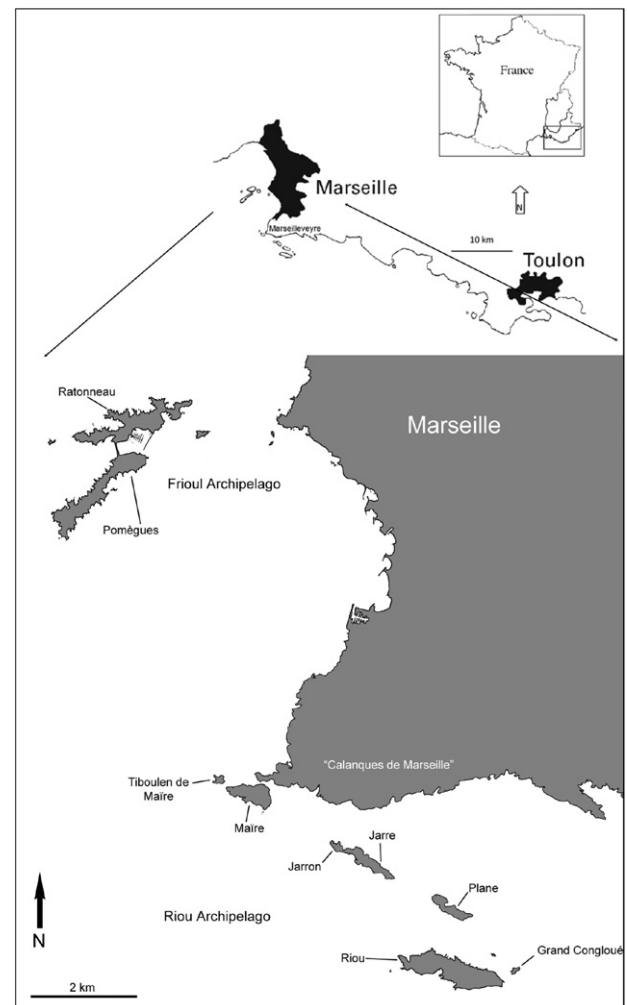 France
N
Marseille
Marseilleveyre
10 km
Toulon
Ratonneau
Marseille
Frioul Archipelago
Pomègues
"Calanques de Marseille"
Tiboulen de
Maïre
Maïre
Jarre
Jarron
Plane
Riou Archipelago
N
Riou
Grand Congloué
2 km